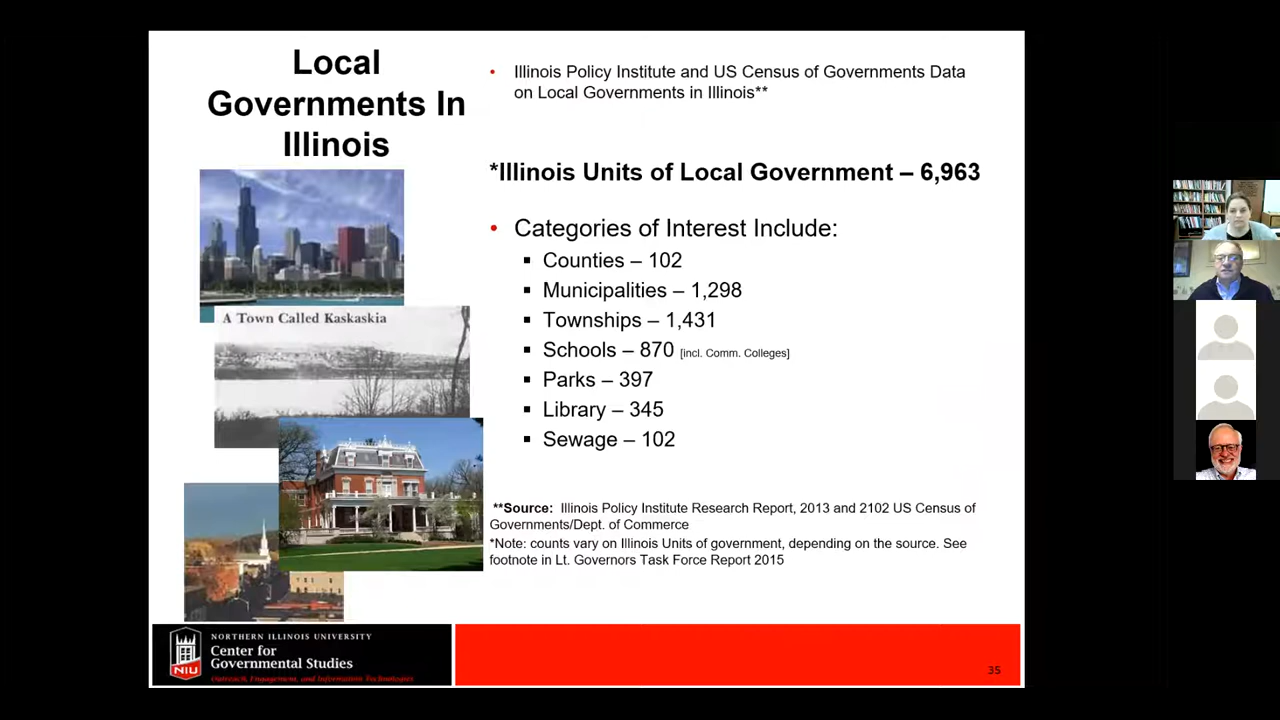 Local
Governments In
Illinois
• Illinois Policy Institute and US Census of Governments Data
on Local Governments in Illinois**
*Illinois Units of Local Government – 6,963
• Categories of Interest Include:
▪ Counties – 102
▪ Municipalities – 1,298
▪ Townships – 1,431
▪ Schools – 870 [incl. Comm. Colleges]
▪ Parks – 397
▪ Library – 345
▪ Sewage – 102
A Town Called Kaskaskia
**Source: Illinois Policy Institute Research Report, 2013 and 2102 US Census of
Governments/Dept. of Commerce
*Note: counts vary on Illinois Units of government, depending on the source. See
footnote in Lt. Governors Task Force Report 2015
NIU
NORTHERN ILLINOIS UNIVERSITY
Center for
Governmental Studies
Outreach, Engagement, and Information Technologies
35